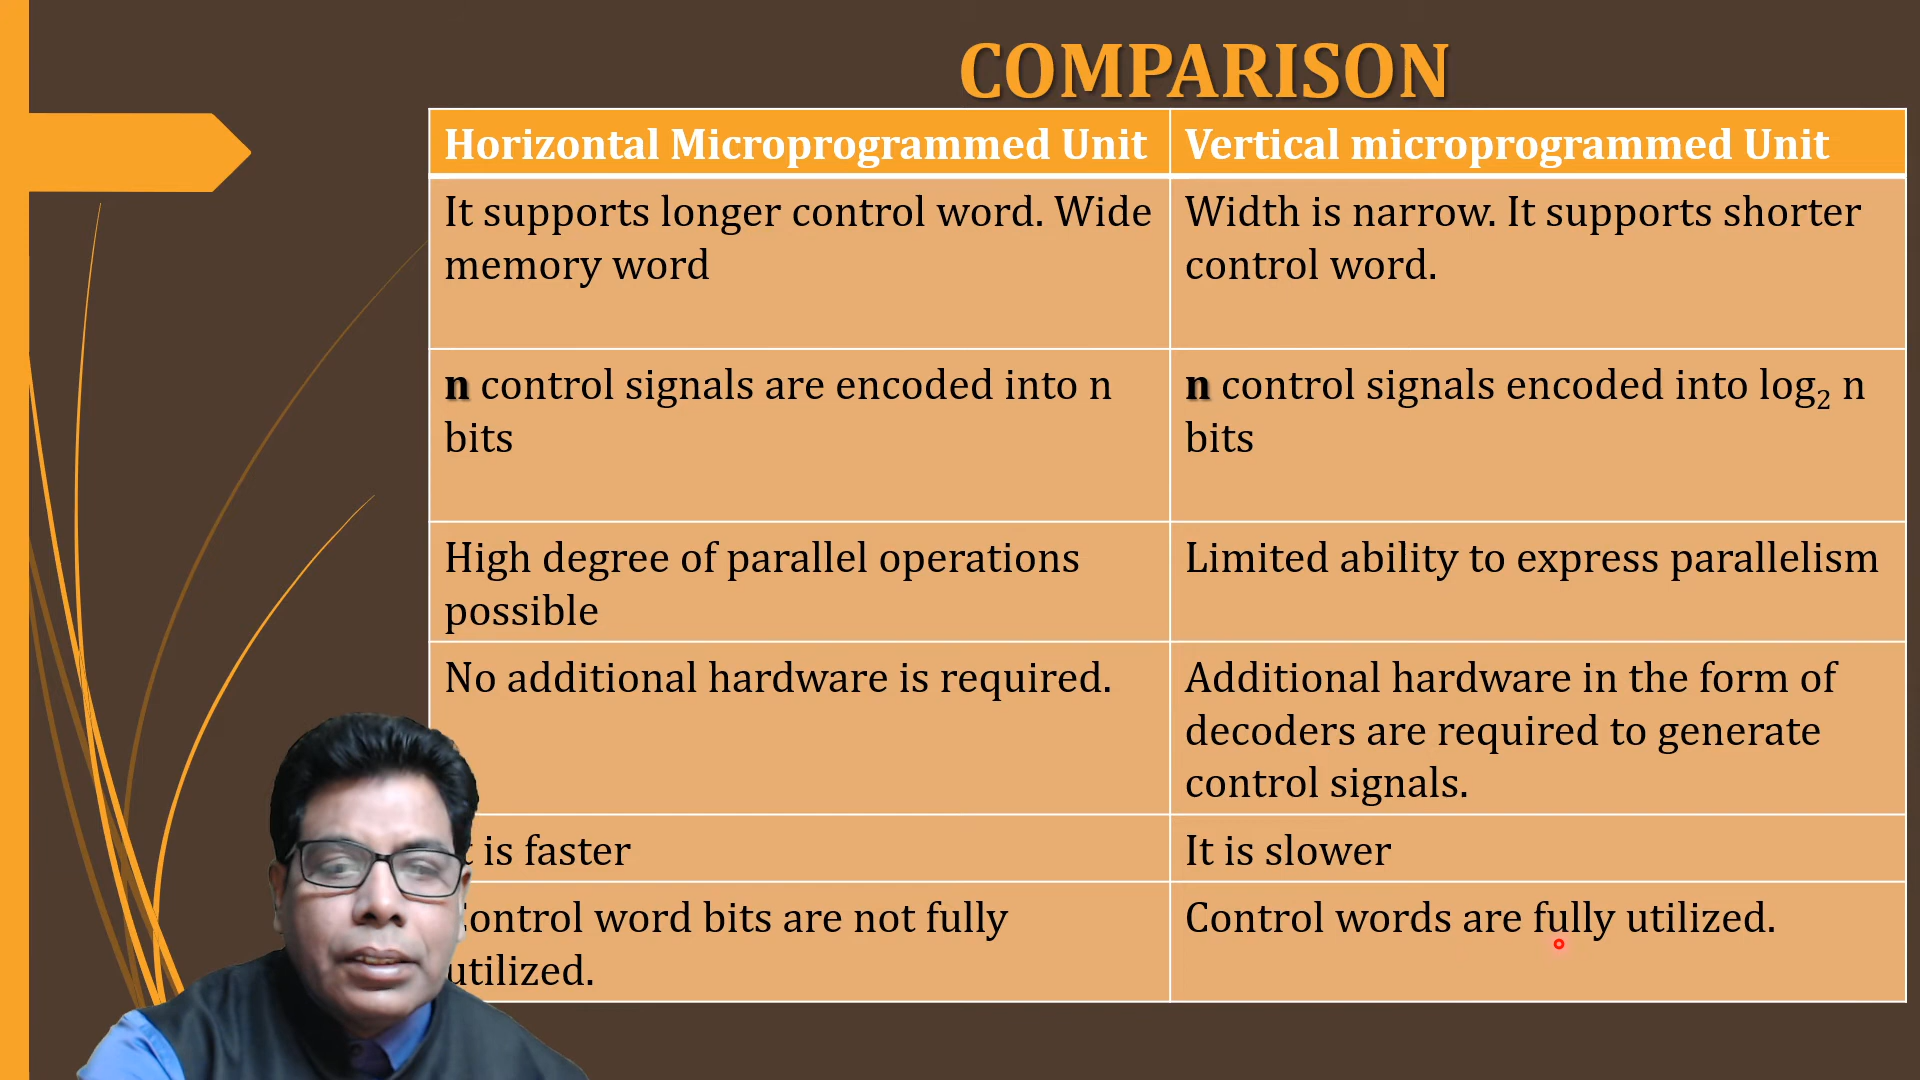 COMPARISON
Horizontal Microprogrammed Unit
Vertical microprogrammed Unit
It supports longer control word. Wide
memory word
Width is narrow. It supports shorter
control word.
n control signals are encoded into n
bits
n control signals encoded into log₂ n
bits
High degree of parallel operations
possible
Limited ability to express parallelism
No additional hardware is required.
Additional hardware in the form of
decoders are required to generate
control signals.
It is faster
It is slower
Control word bits are not fully
utilized.
Control words are fully utilized.